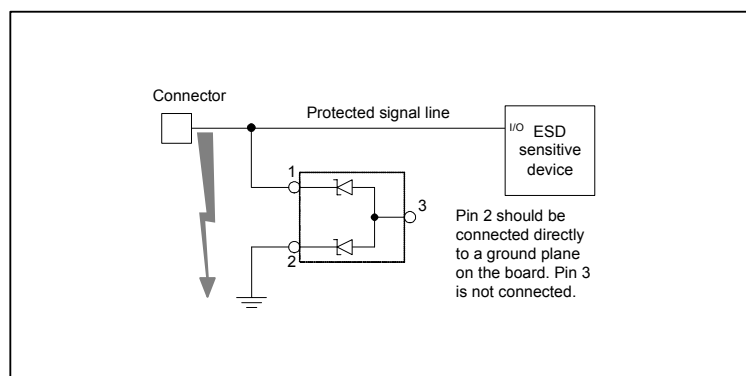 Connector
Protected signal line
I/O
ESD
sensitive
device
1
3
2
Pin 2 should be
connected directly
to a ground plane
on the board. Pin 3
is not connected.